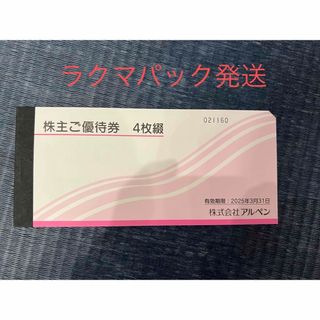 ラクマパック発送
021160
株主ご優待券 4枚綴
有効期限：2025年3月31日
株式会社アルペン